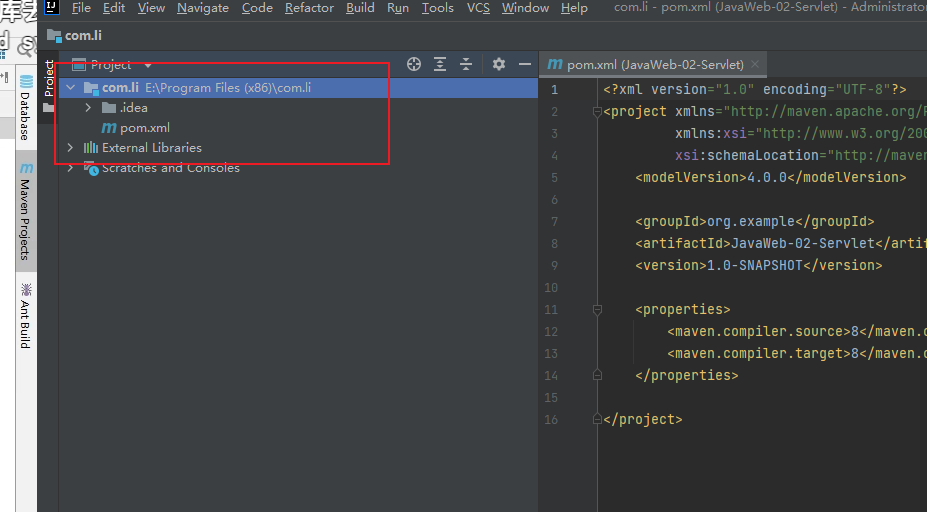 File Edit View Navigate Code Refactor Build Run Tools VCS Window Help com.li - pom.xml (JavaWeb-02-Servlet) - Administrator
com.li
Project
Project
pom.xml (JavaWeb-02-Servlet)
com.li E:\Program Files (x86)\com.li
.idea
pom.xml
External Libraries
Scratches and Consoles
Database
Maven Projects
Ant Build
1 <?xml version="1.0" encoding="UTF-8"?>
2 <project xmlns="http://maven.apache.org/
3 xmlns:xsi="http://www.w3.org/200
4 xsi:schemaLocation="http://maven
5 <modelVersion>4.0.0</modelVersion>
6
7 <groupId>org.example</groupId>
8 <artifactId>JavaWeb-02-Servlet</artif
9 <version>1.0-SNAPSHOT</version>
10
11 <properties>
12 <maven.compiler.source>8</maven.c
13 <maven.compiler.target>8</maven.c
14 </properties>
15
16 </project>